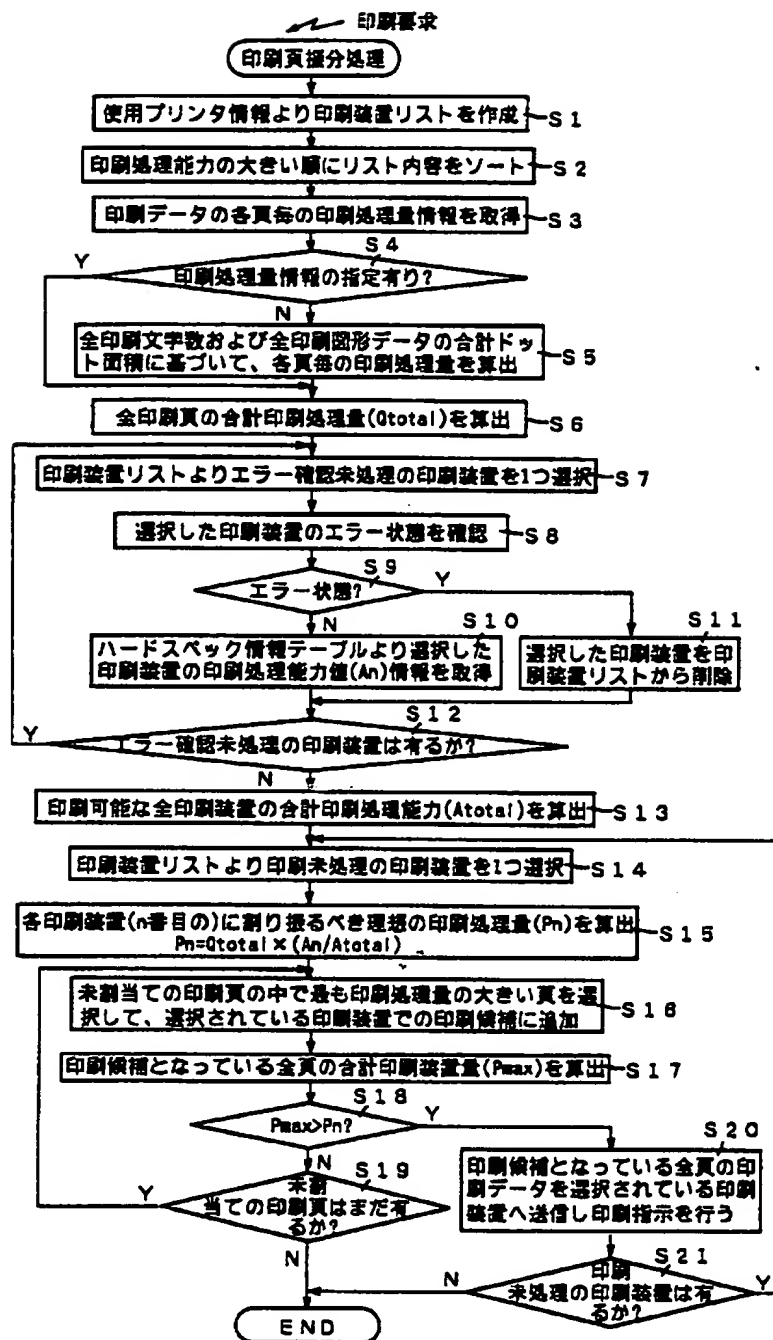 印刷要求
印刷頁振分処理
使用プリンタ情報より印刷装置リストを作成
S1
印刷処理能力の大きい順にリスト内容をソート
S2
印刷データの各頁毎の印刷処理量情報を取得
S3
S4
Y
印刷処理量情報の指定有り?
N
全印刷文字数および全印刷図形データの合計ドッ
ト面積に基づいて、各頁毎の印刷処理量を算出
S5
全印刷頁の合計印刷処理量(Qtotal)を算出
S6
印刷装置リストよりエラー確認未処理の印刷装置を1つ選択
S7
選択した印刷装置のエラー状態を確認
S8
S9
エラー状態?
Y
N
S10
ハードスペック情報テーブルより選択した
印刷装置の印刷処理能力値(An)情報を取得
S11
選択した印刷装置を印
刷装置リストから削除
S12
Y
エラー確認未処理の印刷装置は有るか?
N
印刷可能な全印刷装置の合計印刷処理能力(Atotal)を算出
S13
印刷装置リストより印刷未処理の印刷装置を1つ選択
S14
各印刷装置(n番目の)に割り振るべき理想の印刷処理量(Pn)を算出
Pn=Qtotal×(An/Atotal)
S15
未割当ての印刷頁の中で最も印刷処理量の大きい頁を選
択して、選択されている印刷装置での印刷候補に追加
S16
印刷候補となっている全頁の合計印刷装置量(Pmax)を算出
S17
S18
Pmax>Pn?
Y
N
S19
Y
未割
当ての印刷頁はまだ有
るか?
N
S20
印刷候補となっている全頁の印
刷データを選択されている印刷
装置へ送信し印刷指示を行う
S21
N
印刷
未処理の印刷装置は有
るか?
Y
END